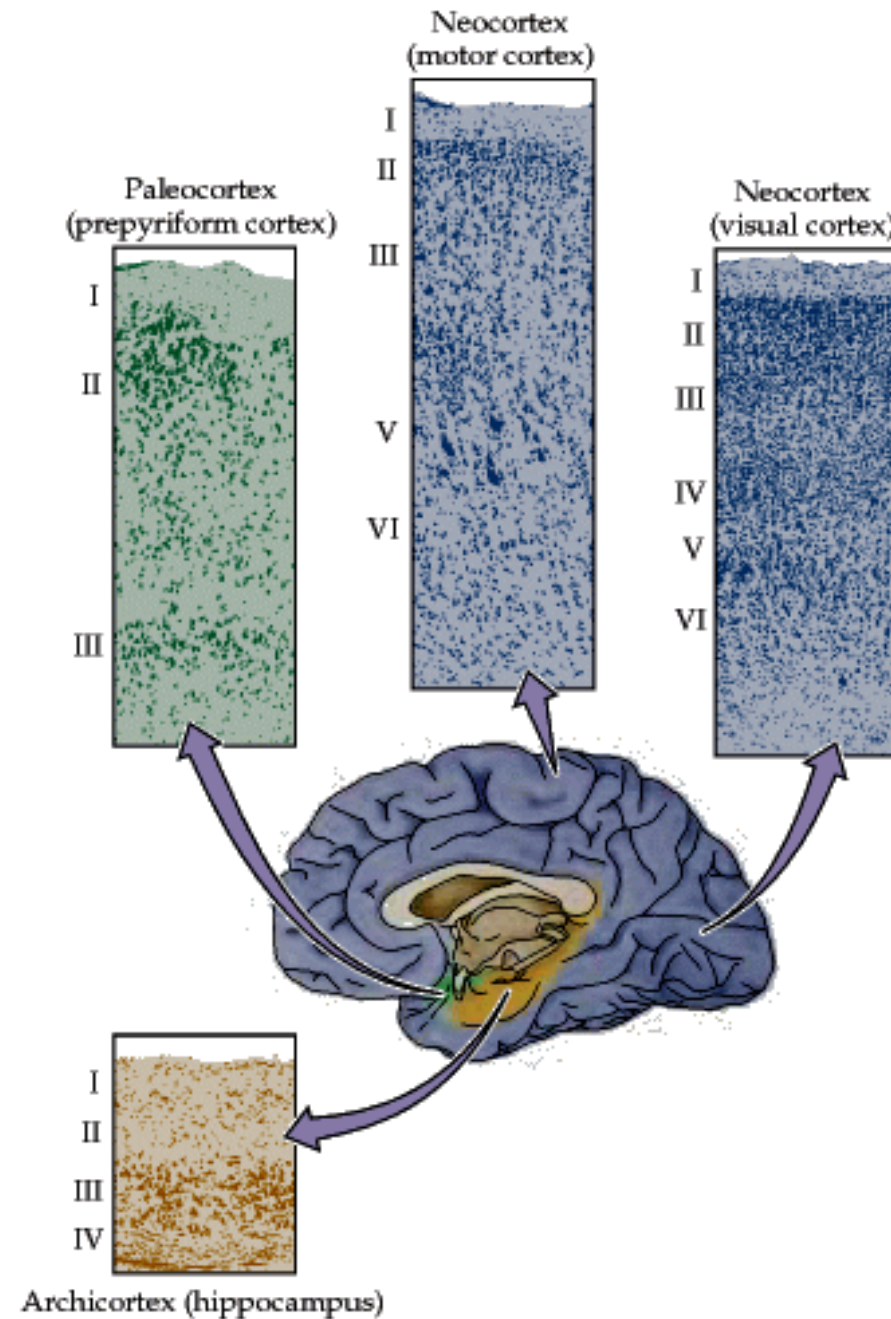 Neocortex
(motor cortex)
I
II
III
V
VI
Paleocortex
(prepyriform cortex)
I
II
III
Neocortex
(visual cortex)
I
II
III
IV
V
VI
I
II
III
IV
Archicortex (hippocampus)